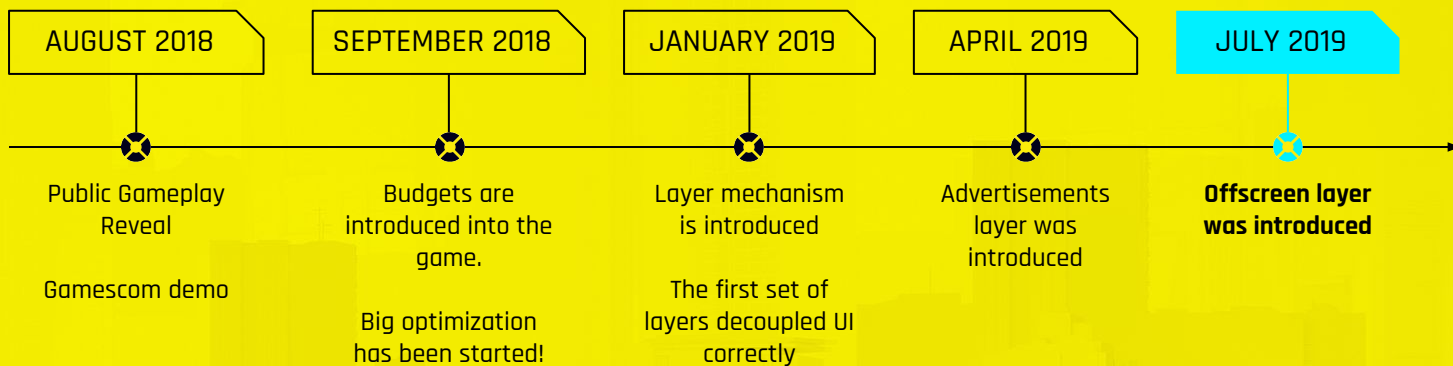 AUGUST 2018
Public Gameplay
Reveal
Gamescom demo
SEPTEMBER 2018
Budgets are
introduced into the
game.
Big optimization
has been started!
JANUARY 2019
Layer mechanism
is introduced
The first set of
layers decoupled UI
correctly
APRIL 2019
Advertisements
layer was
introduced
JULY 2019
Offscreen layer
was introduced